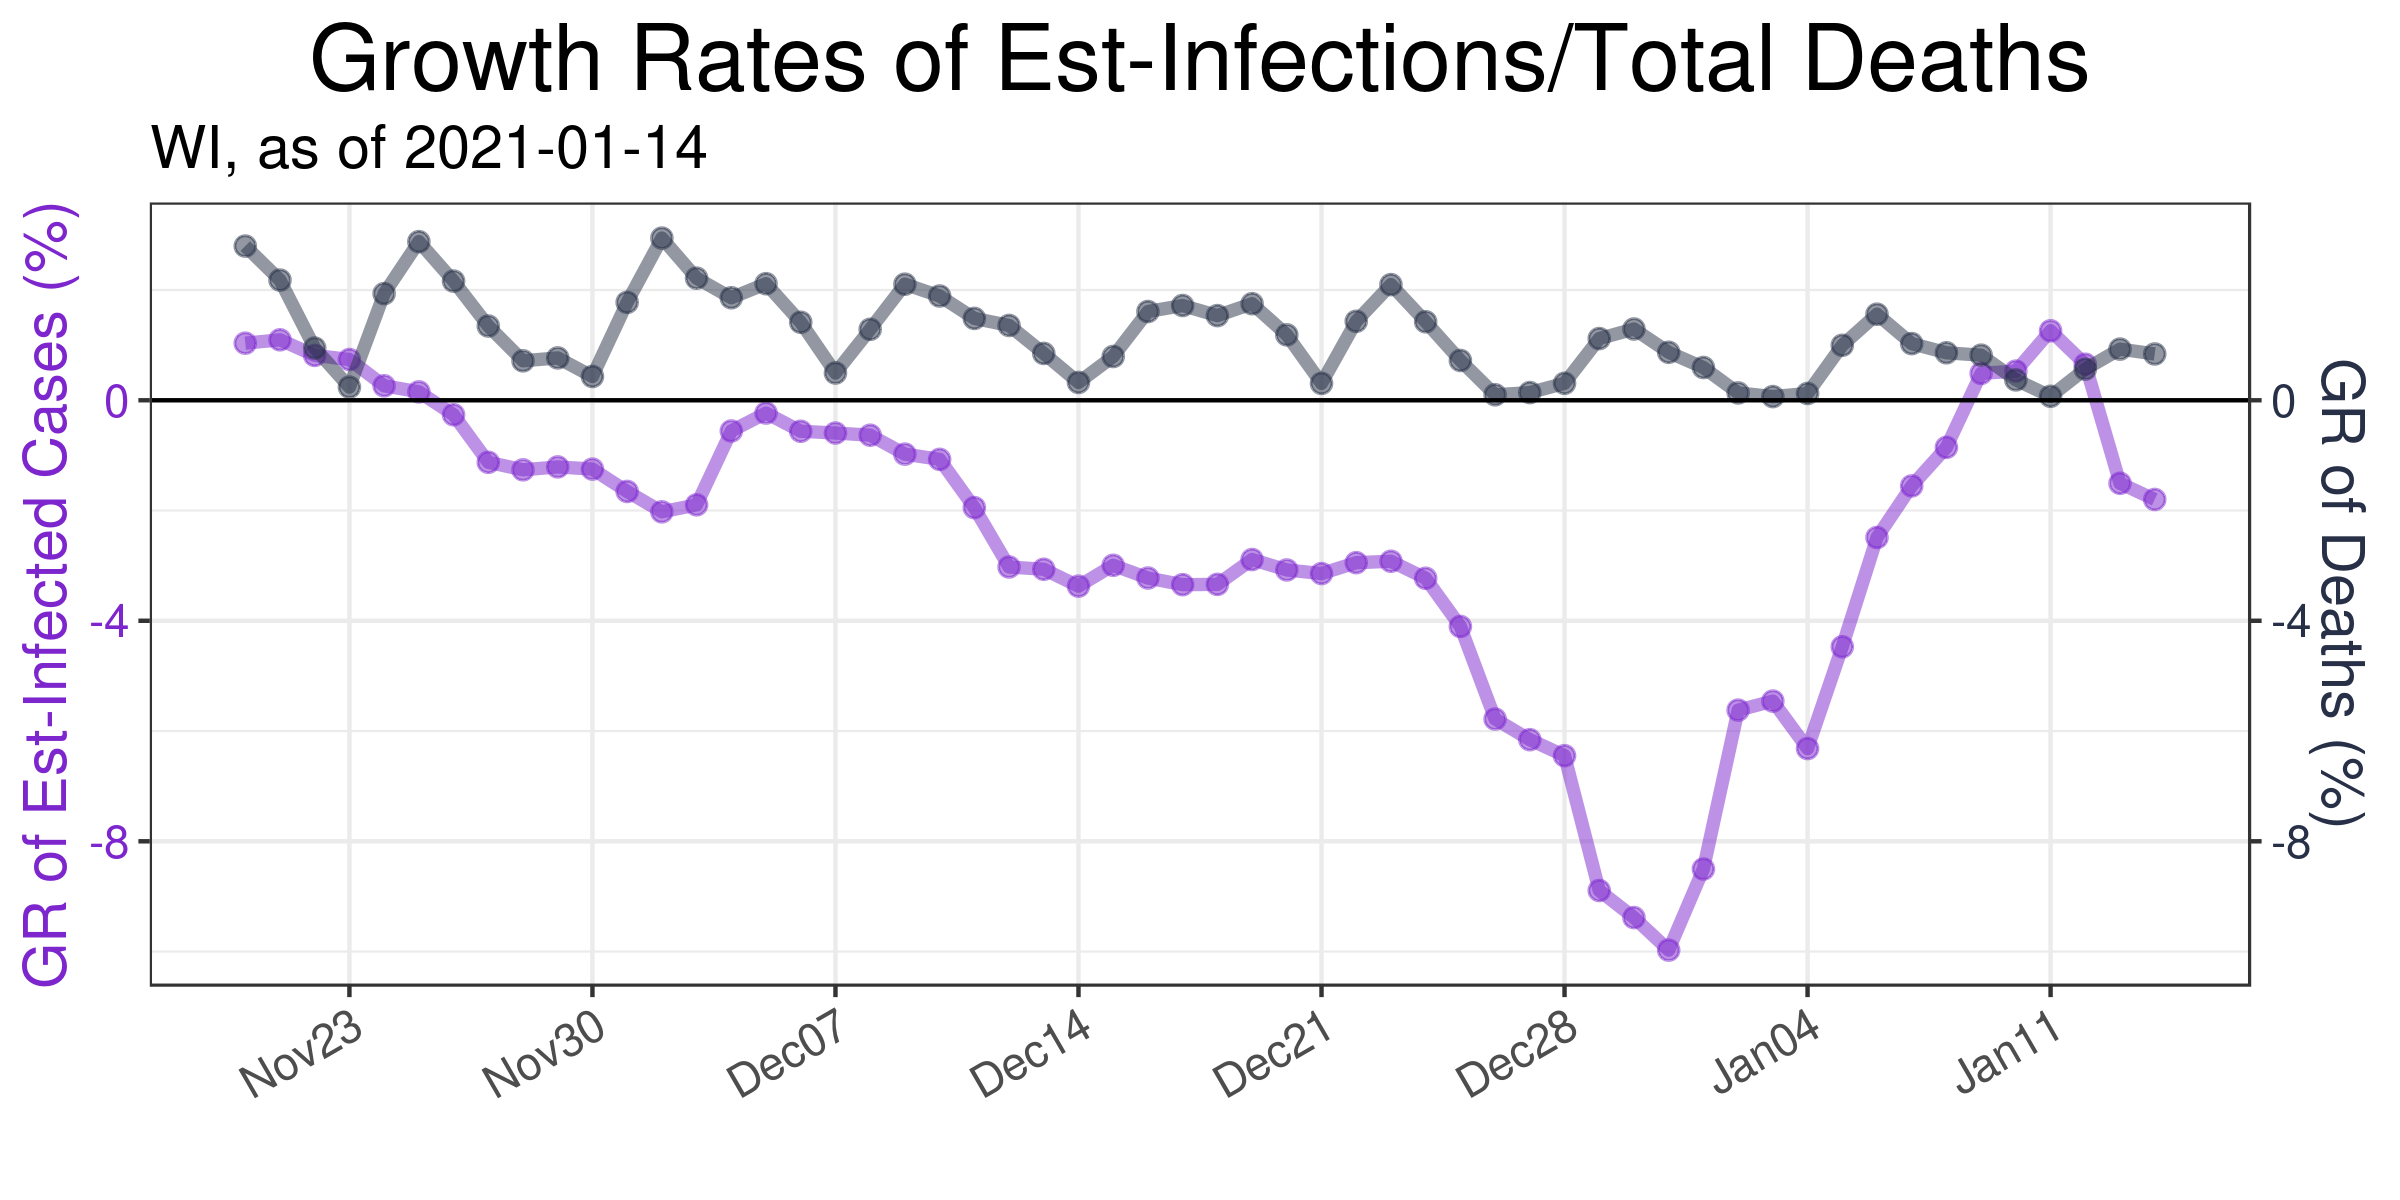 Growth Rates of Est-Infections/Total Deaths
WI, as of 2021-01-14
GR of Est-Infected Cases (%)
0
-4
-8
0
-4
-8
GR of Deaths (%)
Nov23
Nov30
Dec07
Dec14
Dec21
Dec28
Jan04
Jan11